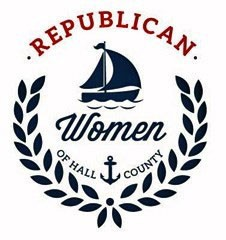 · REPUBLICAN ·
Women
OF HALL COUNTY